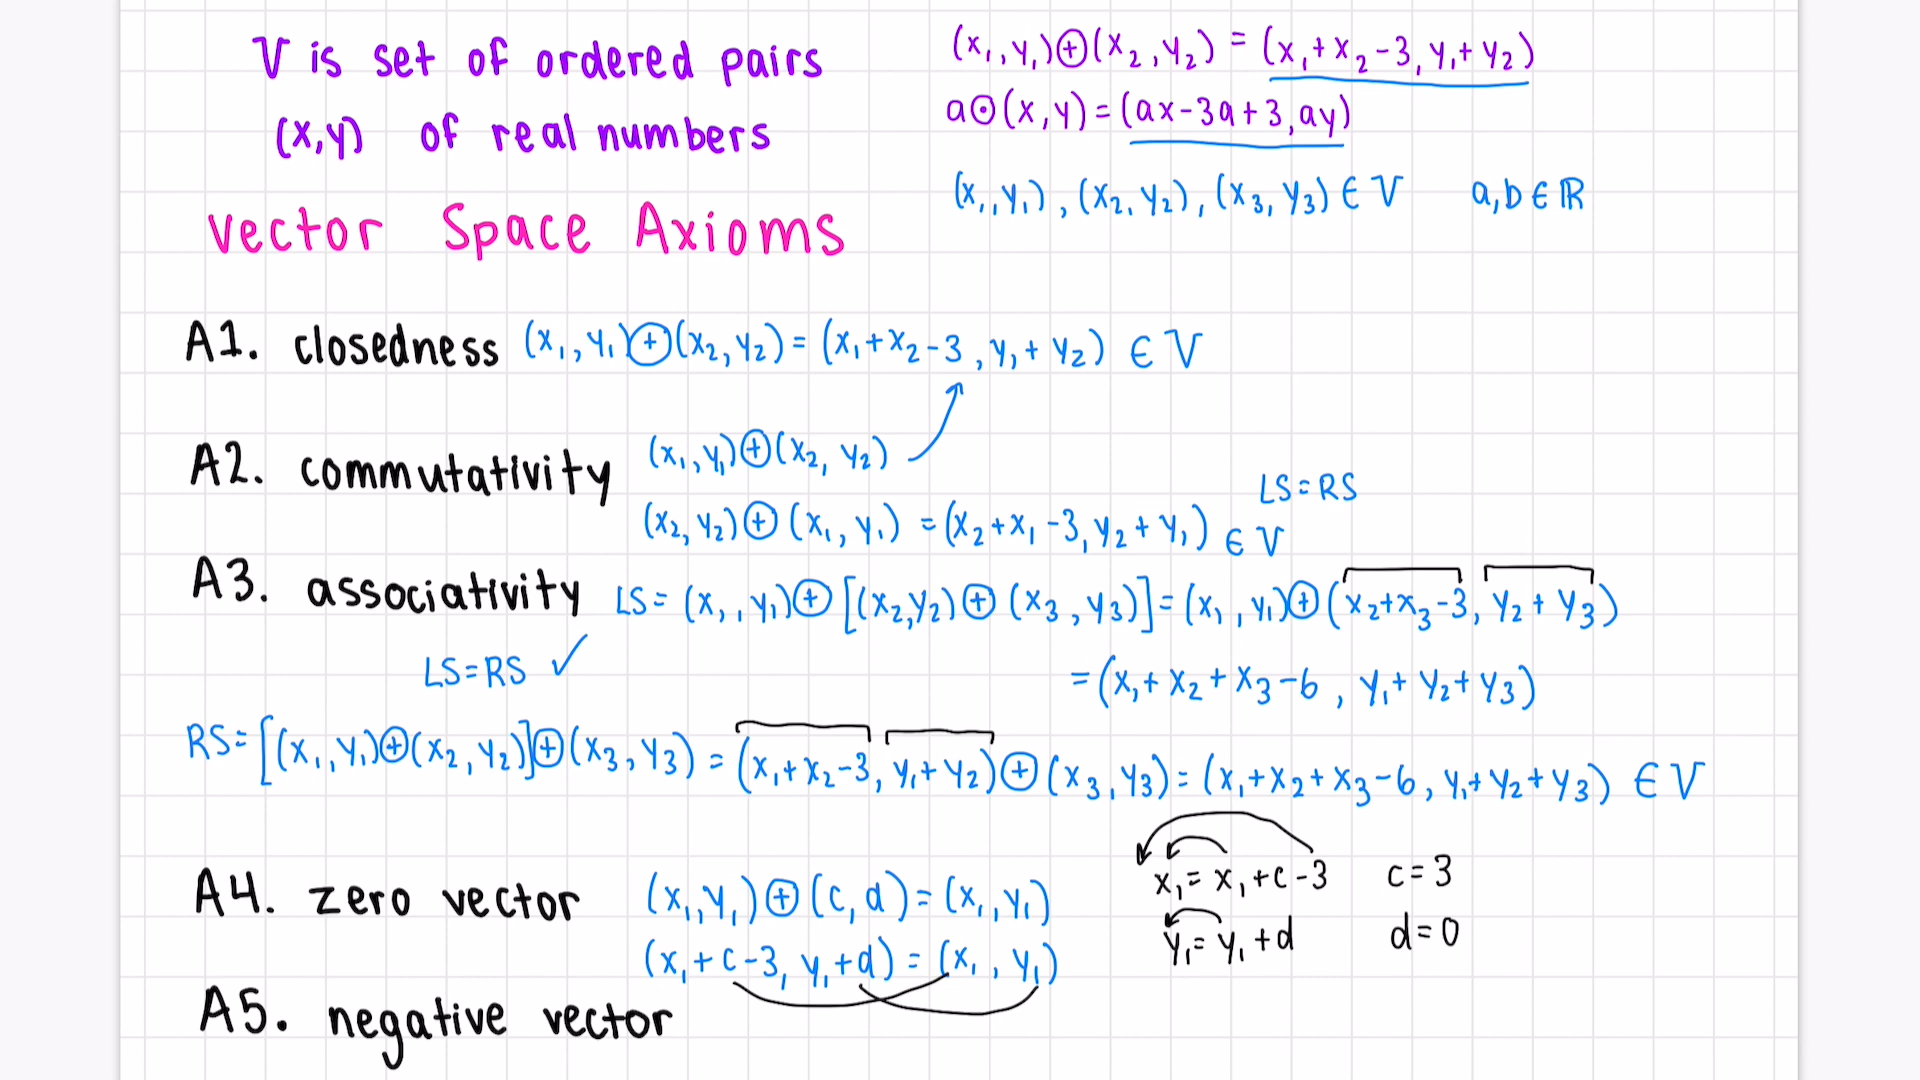 V is set of ordered pairs
(x,y) of real numbers
(x₁,y₁)⊕(x₂,y₂) = (x₁+x₂-3, y₁+y₂)
a⊙(x,y)=(ax-3a+3,ay)
(x₁,y₁), (x₂,y₂), (x₃,y₃) ∈ V a,b ∈ ℝ
Vector Space Axioms
A1. closedness (x₁,y₁)⊕(x₂,y₂)= (x₁+x₂-3, y₁+y₂) ∈ V
A2. commutativity (x₁,y₁)⊕(x₂,y₂)
LS=RS
(x₂,y₂)⊕(x₁,y₁) =(x₂+x₁-3, y₂+y₁) ∈ V
A3. associativity LS= (x₁,y₁)⊕[(x₂,y₂)⊕(x₃,y₃)]=(x₁,y₁)⊕(x₂+x₃-3, y₂+y₃)
LS=RS ✓ =(x₁+x₂+x₃-6, y₁+y₂+y₃)
RS=[(x₁,y₁)⊕(x₂,y₂)]⊕(x₃,y₃) = (x₁+x₂-3, y₁+y₂)⊕(x₃,y₃)=(x₁+x₂+x₃-6, y₁+y₂+y₃) ∈ V
A4. zero vector (x₁,y₁)⊕(c,d)=(x₁,y₁) x₁=x₁+c-3 c=3
(x₁+c-3, y₁+d)=(x₁,y₁) y₁=y₁+d d=0
A5. negative vector